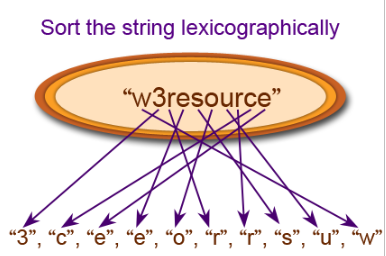 Sort the string lexicographically
“w3resource”
“3”, “c”, “e”, “e”, “o”, “r”, “r”, “s”, “u”, “w”